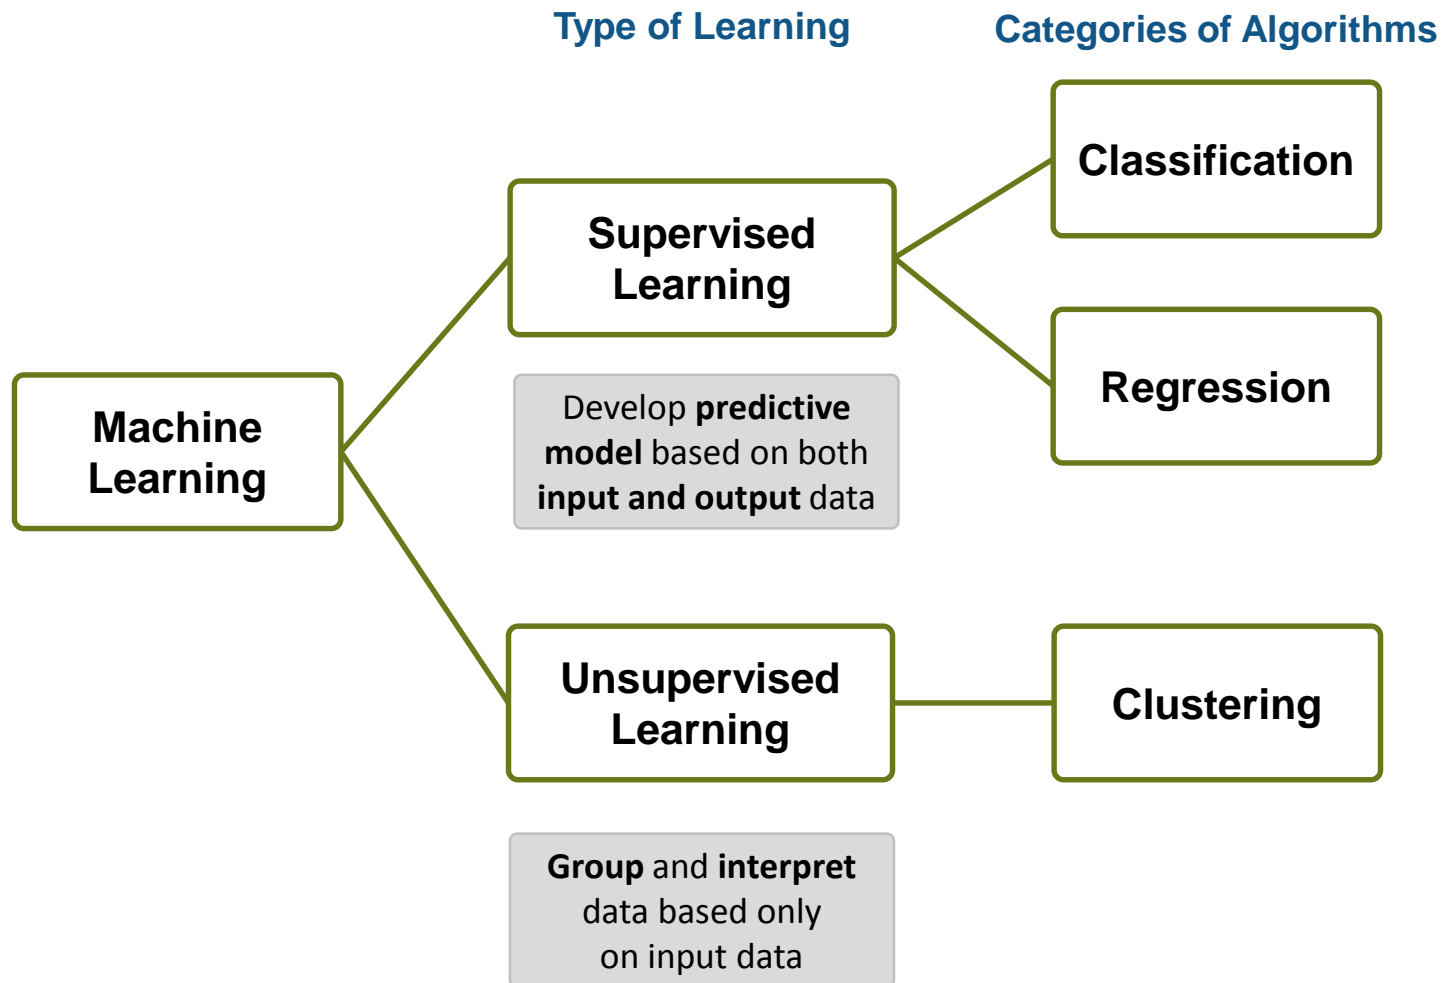 Type of Learning
Categories of Algorithms
Classification
Supervised
Learning
Regression
Develop predictive
model based on both
input and output data
Machine
Learning
Unsupervised
Learning
Clustering
Group and interpret
data based only
on input data